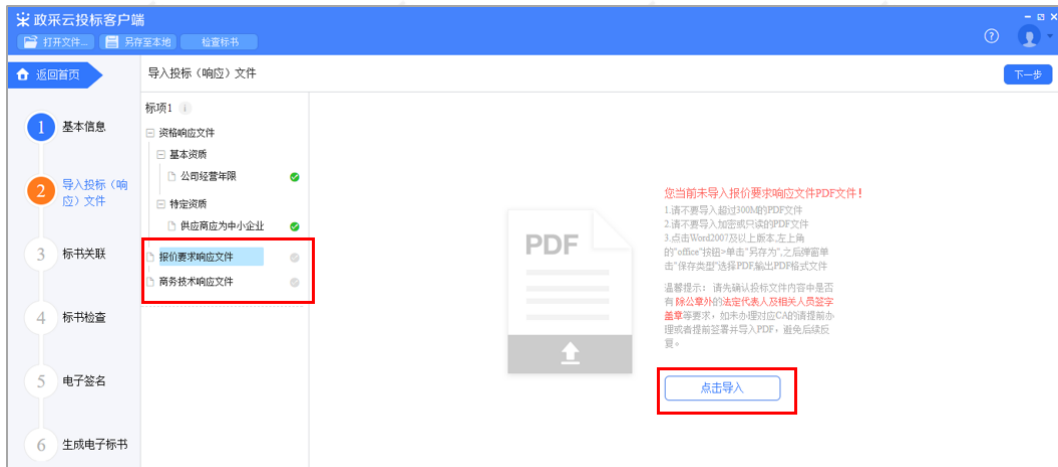 采 政采云投标客户端
打开文件... 另存至本地 检查标书
返回首页
导入投标（响应）文件
下一步
1 基本信息
2 导入投标（响
应）文件
3 标书关联
4 标书检查
5 电子签名
6 生成电子标书
标项1
资格响应文件
基本资质
公司经营年限
特定资质
供应商应为中小企业
报价要求响应文件
商务技术响应文件
PDF
您当前未导入报价要求响应文件PDF文件！
1.请不要导入超过300M的PDF文件
2.请不要导入加密或只读的PDF文件
3.点击Word2007及以上版本,左上角
的"office"按钮>单击"另存为",之后弹窗单
击"保存类型"选择PDF,输出PDF格式文件
温馨提示：请先确认投标文件内容中是否
有 除公章外的法定代表人及相关人员签字
盖章等要求，如未办理对应CA的请提前办
理或者提前签署并导入PDF，避免后续反
复。
点击导入